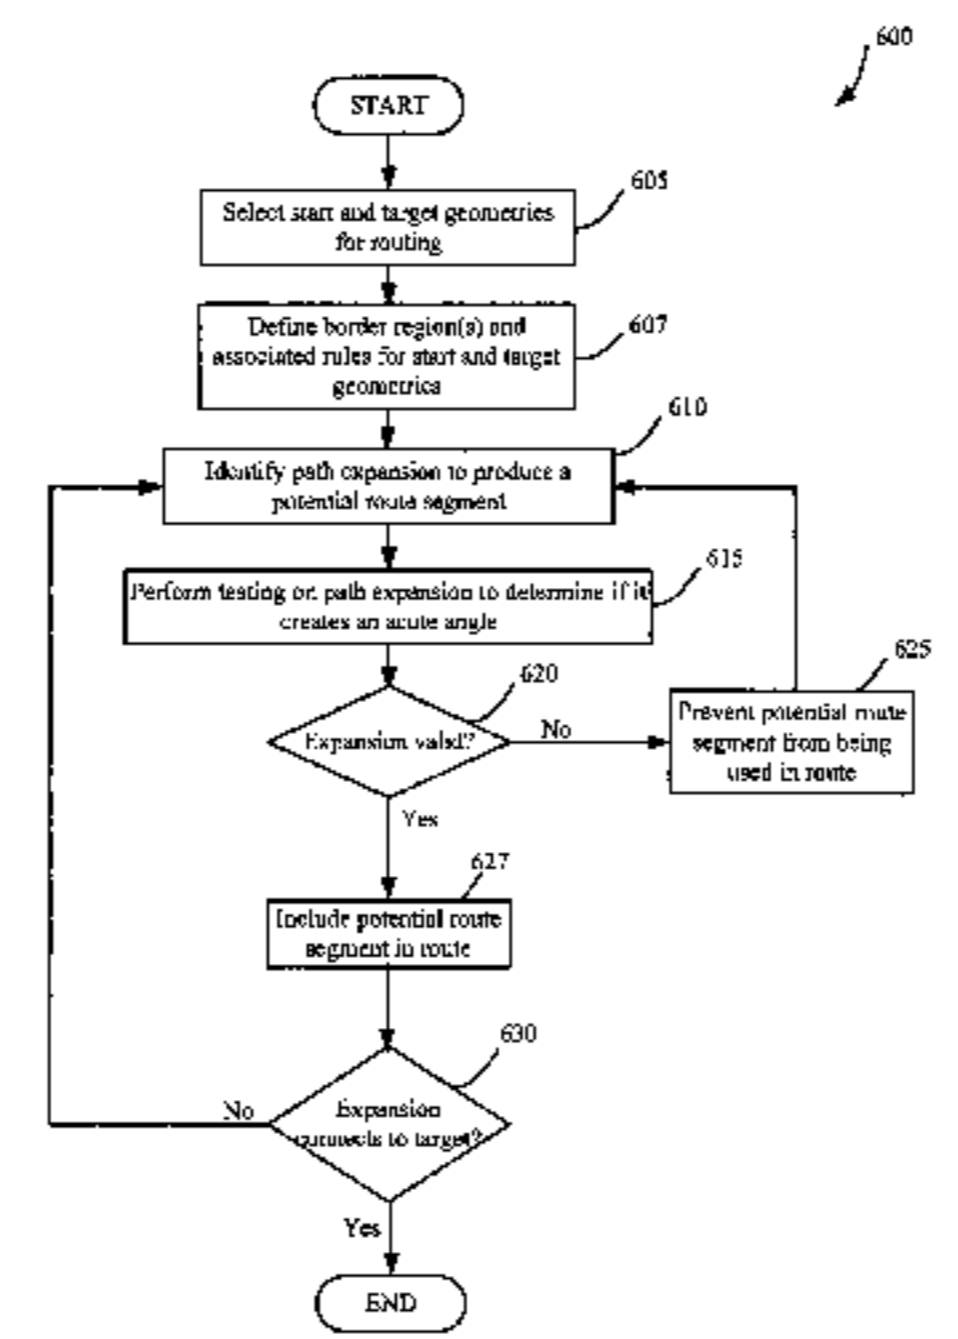 600
START
605
Select start and target geometries
for routing
607
Define border region(s) and
associated rules for start and target
geometries
610
Identify path expansion to produce a
potential route segment
615
Perform testing on path expansion to determine if it
creates an acute angle
620
Expansion valid?
No
625
Prevent potential route
segment from being
used in route
Yes
627
Include potential route
segment in route
630
No
Expansion
connects to target?
Yes
END